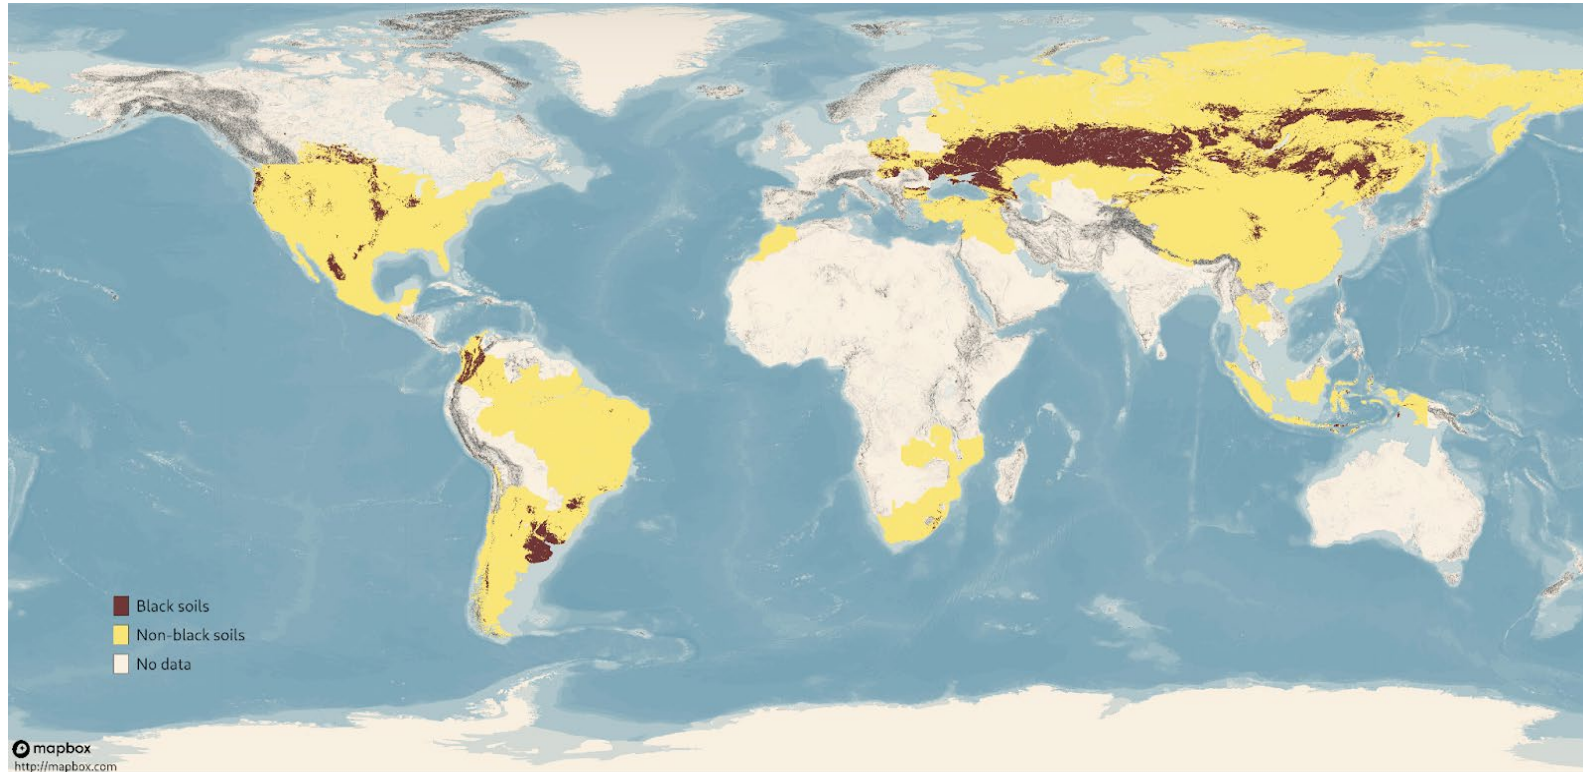 Black soils
Non-black soils
No data
mapbox
http://mapbox.com